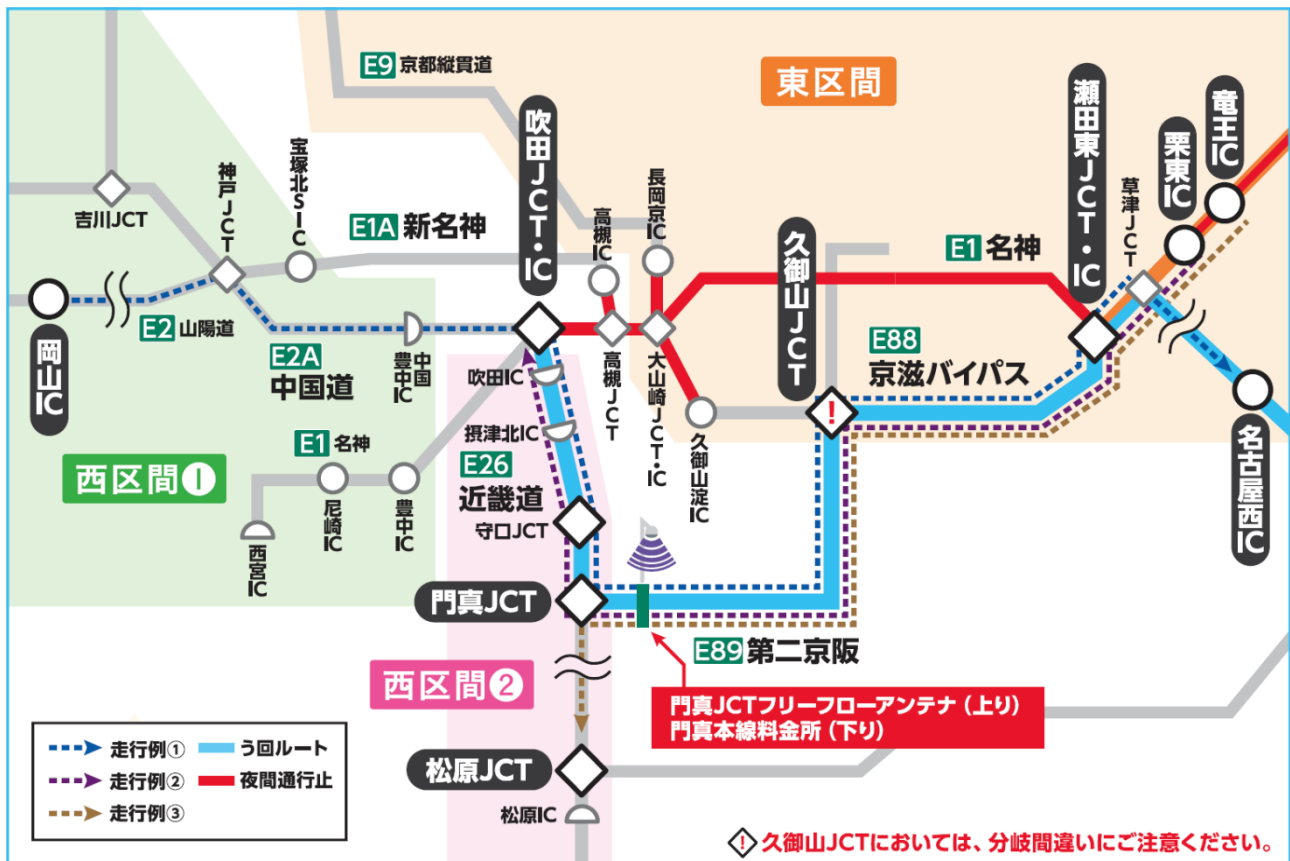 E9 京都縦貫道
東区間
吹田JCT・IC
瀬田東JCT・IC
竜王IC
栗東IC
草津JCT
宝塚北SIC
神戸JCT
吉川JCT
長岡京IC
高槻IC
E1A 新名神
久御山JCT
E1 名神
岡山IC
E2 山陽道
E2A
中国道
中国
豊中IC
吹田IC
高槻JCT
大山崎JCT・IC
E88
京滋バイパス
!
久御山淀IC
名古屋西IC
摂津北IC
E26
近畿道
西区間❶
E1 名神
尼崎IC
豊中IC
西宮IC
守口JCT
門真JCT
E89 第二京阪
西区間❷
門真JCTフリーフローアンテナ（上り）
門真本線料金所（下り）
走行例① う回ルート
走行例② 夜間通行止
走行例③
松原JCT
松原IC
! 久御山JCTにおいては、分岐間違いにご注意ください。